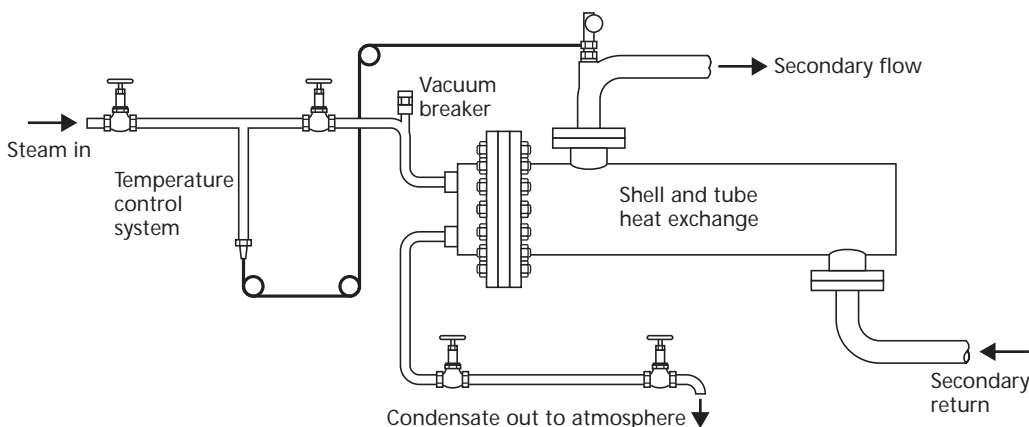 Secondary flow
Vacuum
breaker
Steam in
Temperature
control
system
Shell and tube
heat exchange
Secondary
return
Condensate out to atmosphere